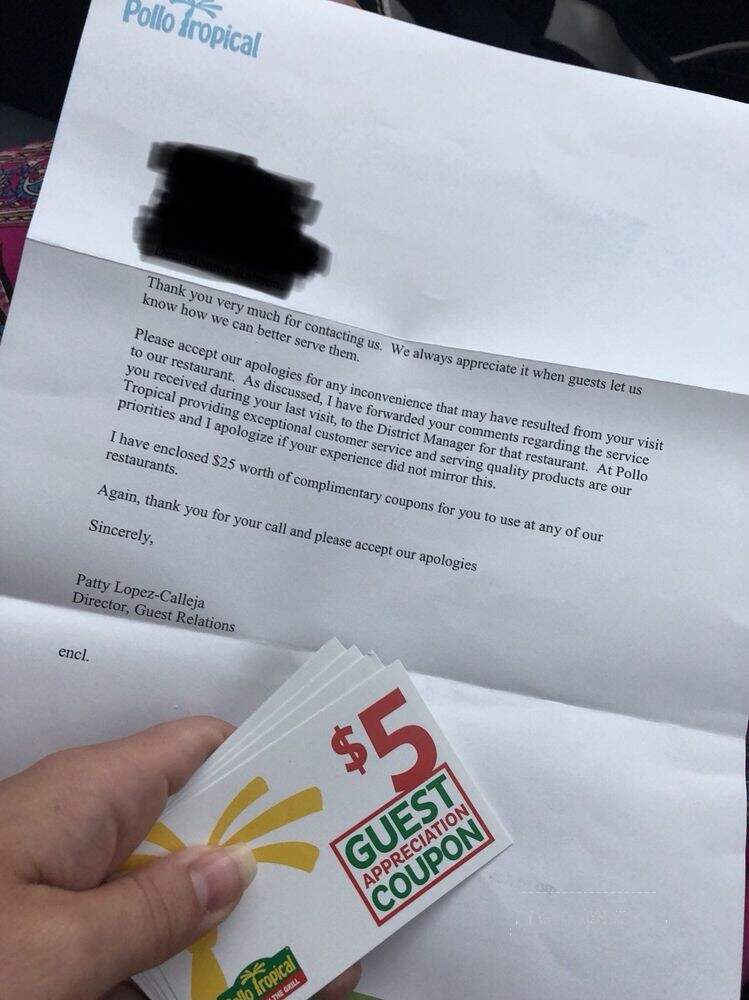 Pollo Tropical
Thank you very much for contacting us. We always appreciate it when guests let us
know how we can better serve them.
Please accept our apologies for any inconvenience that may have resulted from your visit
to our restaurant. As discussed, I have forwarded your comments regarding the service
you received during your last visit, to the District Manager for that restaurant. At Pollo
Tropical providing exceptional customer service and serving quality products are our
priorities and I apologize if your experience did not mirror this.
I have enclosed $25 worth of complimentary coupons for you to use at any of our
restaurants.
Again, thank you for your call and please accept our apologies
Sincerely,
Patty Lopez-Calleja
Director, Guest Relations
encl.
$5
GUEST
APPRECIATION
COUPON
Tropical
THE GRILL